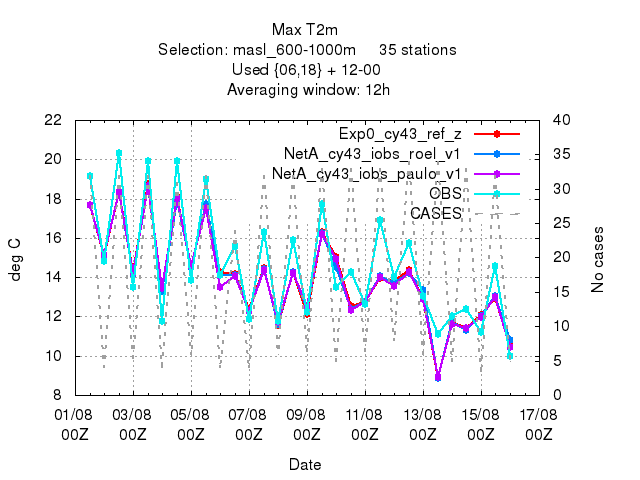 Max T2m
Selection: masl_600-1000m 35 stations
Used {06,18} + 12-00
Averaging window: 12h
22 40
Exp0_cy43_ref_z
20 35
NetA_cy43_iobs_roel_v1
NetA_cy43_iobs_paulo_v1
18 30
OBS
CASES
16 25
deg C
No cases
14 20
12 15
10 10
8 5
0
01/08 03/08 05/08 07/08 09/08 11/08 13/08 15/08 17/08
00Z 00Z 00Z 00Z 00Z 00Z 00Z 00Z 00Z
Date